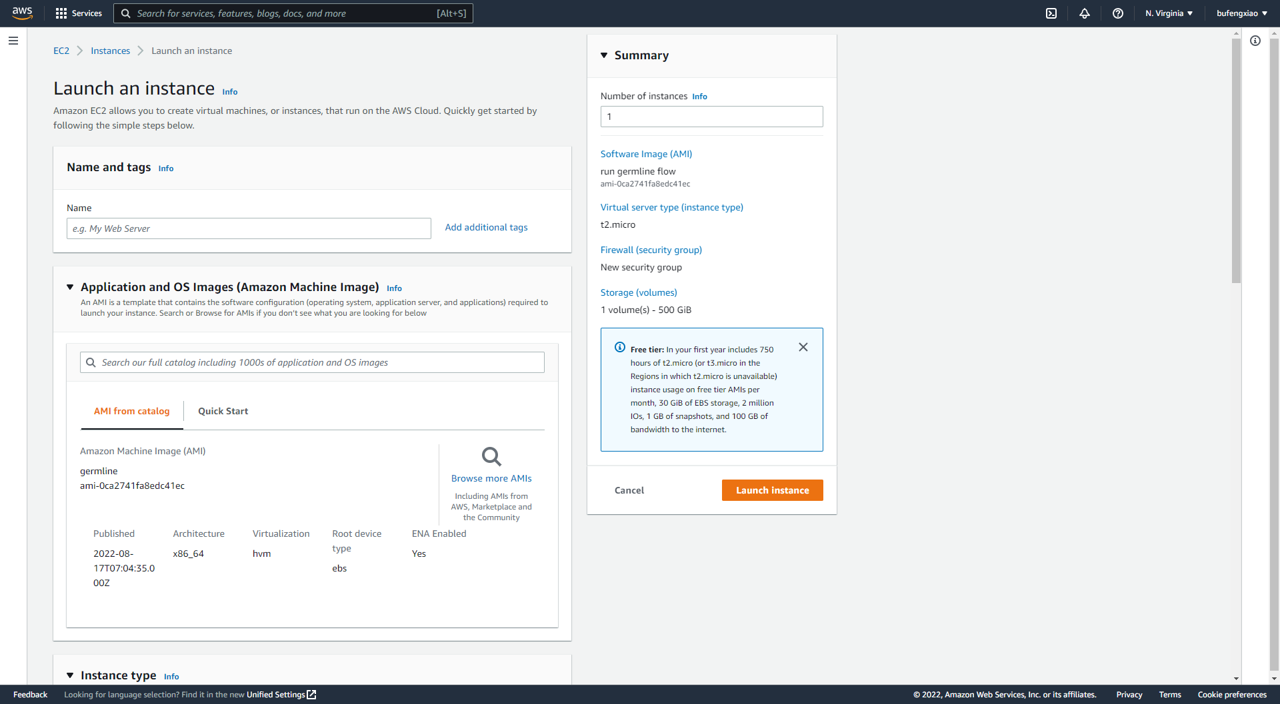 aws
Services
Search for services, features, blogs, docs, and more
[Alt+S]
N. Virginia
bufengxiao
EC2
Instances
Launch an instance
Launch an instance Info
Amazon EC2 allows you to create virtual machines, or instances, that run on the AWS Cloud. Quickly get started by
following the simple steps below.
Name and tags Info
Name
e.g. My Web Server
Add additional tags
Application and OS Images (Amazon Machine Image) Info
An AMI is a template that contains the software configuration (operating system, application server, and applications) required to
launch your instance. Search or Browse for AMIs if you don't see what you are looking for below
Search our full catalog including 1000s of application and OS images
AMI from catalog
Quick Start
Amazon Machine Image (AMI)
germline
ami-0ca2741fa8edc41ec
Browse more AMIs
Including AMIs from
AWS, Marketplace and
the Community
Published
2022-08-
17T07:04:35.0
00Z
Architecture
x86_64
Virtualization
hvm
Root device
type
ebs
ENA Enabled
Yes
Instance type Info
Summary
Number of instances Info
1
Software Image (AMI)
run germline flow
ami-0ca2741fa8edc41ec
Virtual server type (instance type)
t2.micro
Firewall (security group)
New security group
Storage (volumes)
1 volume(s) - 500 GiB
Free tier: In your first year includes 750
hours of t2.micro (or t3.micro in the
Regions in which t2.micro is unavailable)
instance usage on free tier AMIs per
month, 30 GiB of EBS storage, 2 million
IOs, 1 GB of snapshots, and 100 GB of
bandwidth to the internet.
Cancel
Launch instance
Feedback
Looking for language selection? Find it in the new Unified Settings
© 2022, Amazon Web Services, Inc. or its affiliates.
Privacy
Terms
Cookie preferences